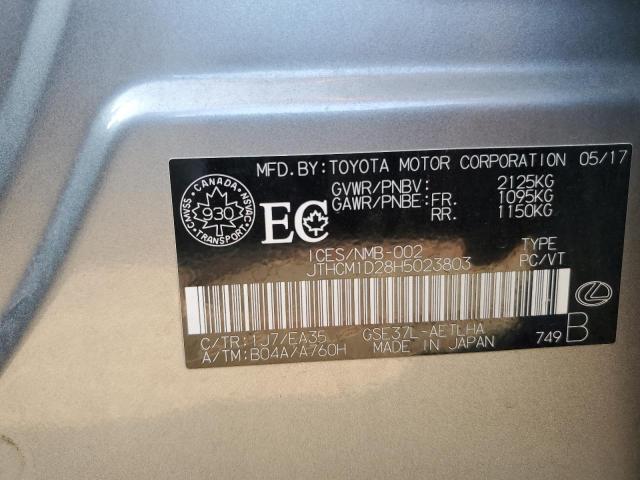 MFD.BY:TOYOTA MOTOR CORPORATION 05/17
GVWR/PNBV: 2125KG
GAWR/PNBE:FR. 1095KG
RR. 1150KG
CANADA
CMVSS NSVAC
930
TRANSPORT
EC
ICES/NMB-002 TYPE
JTHCM1D28H5023803 PC/VT
C/TR:1J7/EA35 GSE37L-AETLHA
A/TM:B04A/A760H MADE IN JAPAN 749 B